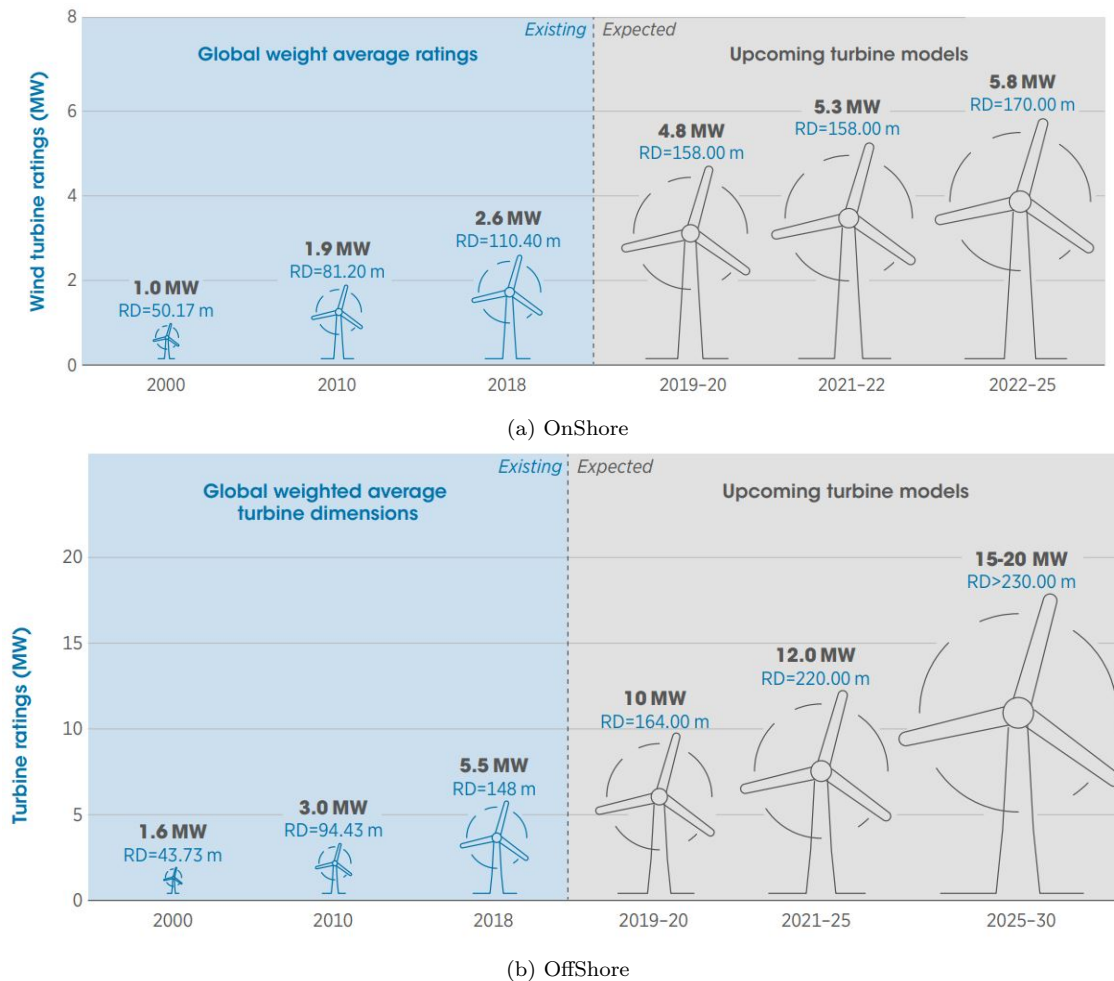 8
Existing
Expected
Global weight average ratings
Upcoming turbine models
Wind turbine ratings (MW)
6
4
2
0
1.0 MW
RD=50.17 m
1.9 MW
RD=81.20 m
2.6 MW
RD=110.40 m
4.8 MW
RD=158.00 m
5.3 MW
RD=158.00 m
5.8 MW
RD=170.00 m
2000
2010
2018
2019–20
2021–22
2022–25
(a) OnShore
Existing
Expected
Global weighted average
turbine dimensions
Upcoming turbine models
Turbine ratings (MW)
20
15
10
5
0
1.6 MW
RD=43.73 m
3.0 MW
RD=94.43 m
5.5 MW
RD=148 m
10 MW
RD=164.00 m
12.0 MW
RD=220.00 m
15-20 MW
RD>230.00 m
2000
2010
2018
2019–20
2021–25
2025–30
(b) OffShore